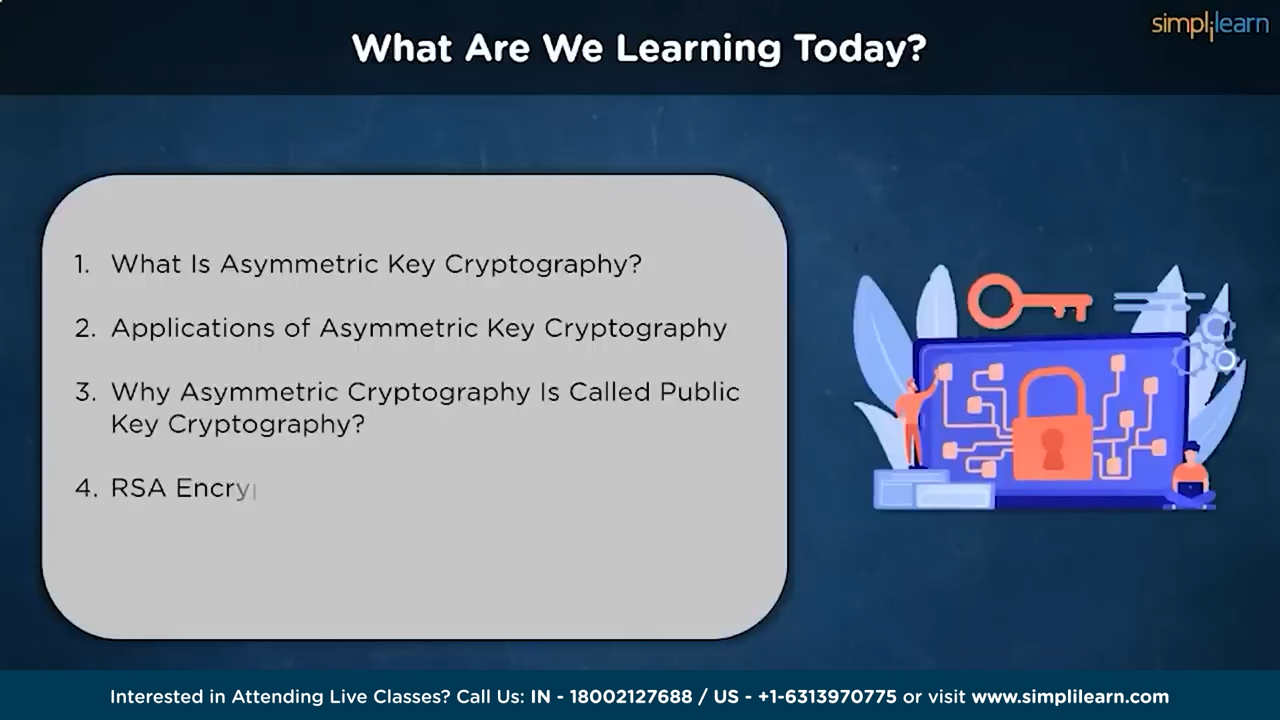 simplilearn
What Are We Learning Today?
1. What Is Asymmetric Key Cryptography?
2. Applications of Asymmetric Key Cryptography
3. Why Asymmetric Cryptography Is Called Public
Key Cryptography?
4. RSA Encry
Interested in Attending Live Classes? Call Us: IN - 18002127688 / US - +1-6313970775 or visit www.simplilearn.com